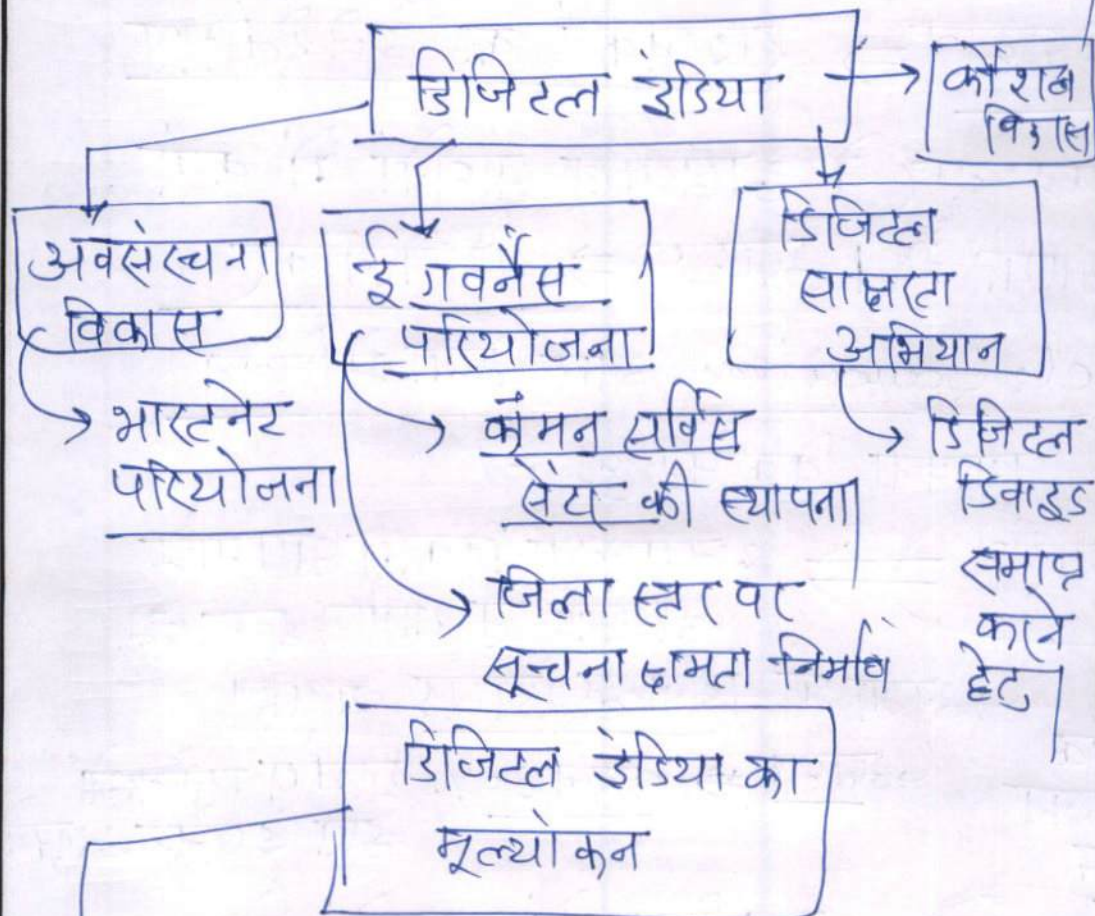 डिजिटल इंडिया
कौशल
विकास
अवसंरचना
विकास
भारतनेट
परियोजना
ई गवर्नेंस
परियोजना
कॉमन सर्विस
सेंटर की स्थापना
जिला स्तर पर
सूचना क्षमता निर्माण
डिजिटल
साक्षरता
अभियान
डिजिटल
डिवाइड
समाप्त
करने
हेतु
डिजिटल इंडिया का
मूल्यांकन